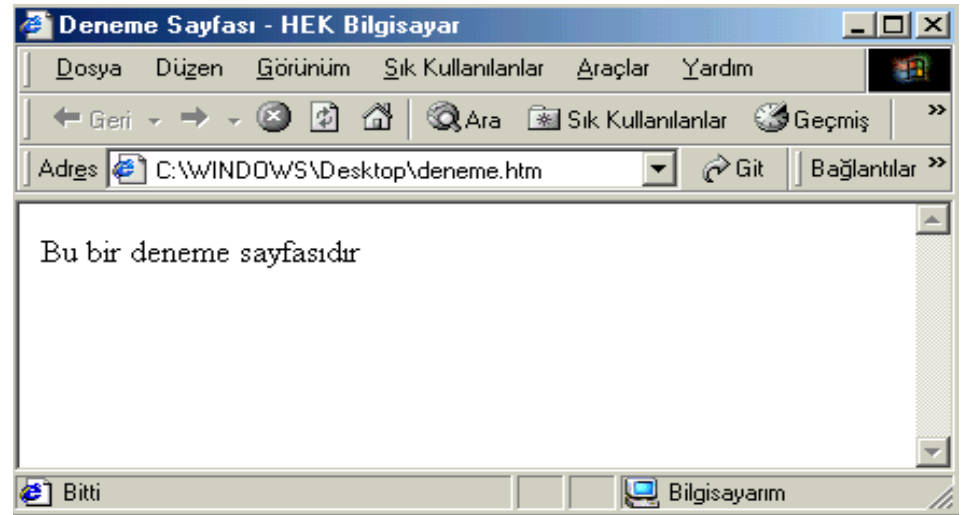 Deneme Sayfası - HEK Bilgisayar
Dosya Düzen Görünüm Sık Kullanılanlar Araçlar Yardım
Geri Ara Sık Kullanılanlar Geçmiş »
Adres C:\WINDOWS\Desktop\deneme.htm Git Bağlantılar »
Bu bir deneme sayfasıdır
Bitti Bilgisayarım